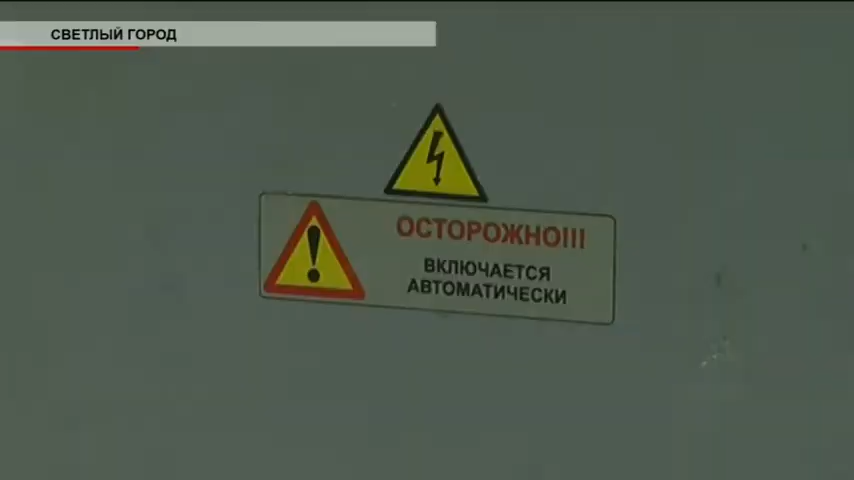 СВЕТЛЫЙ ГОРОД
ОСТОРОЖНО!!!
ВКЛЮЧАЕТСЯ
АВТОМАТИЧЕСКИ